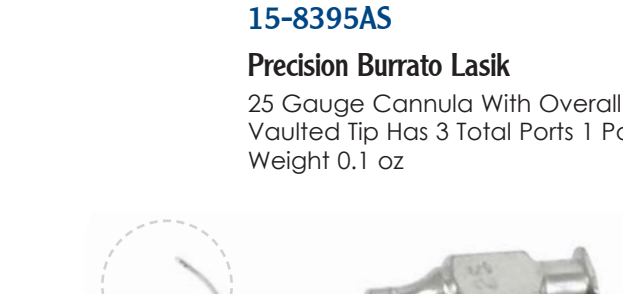 15-8395AS
Precision Burrato Lasik
25 Gauge Cannula With Overall
Vaulted Tip Has 3 Total Ports 1
Weight 0.1 oz
25